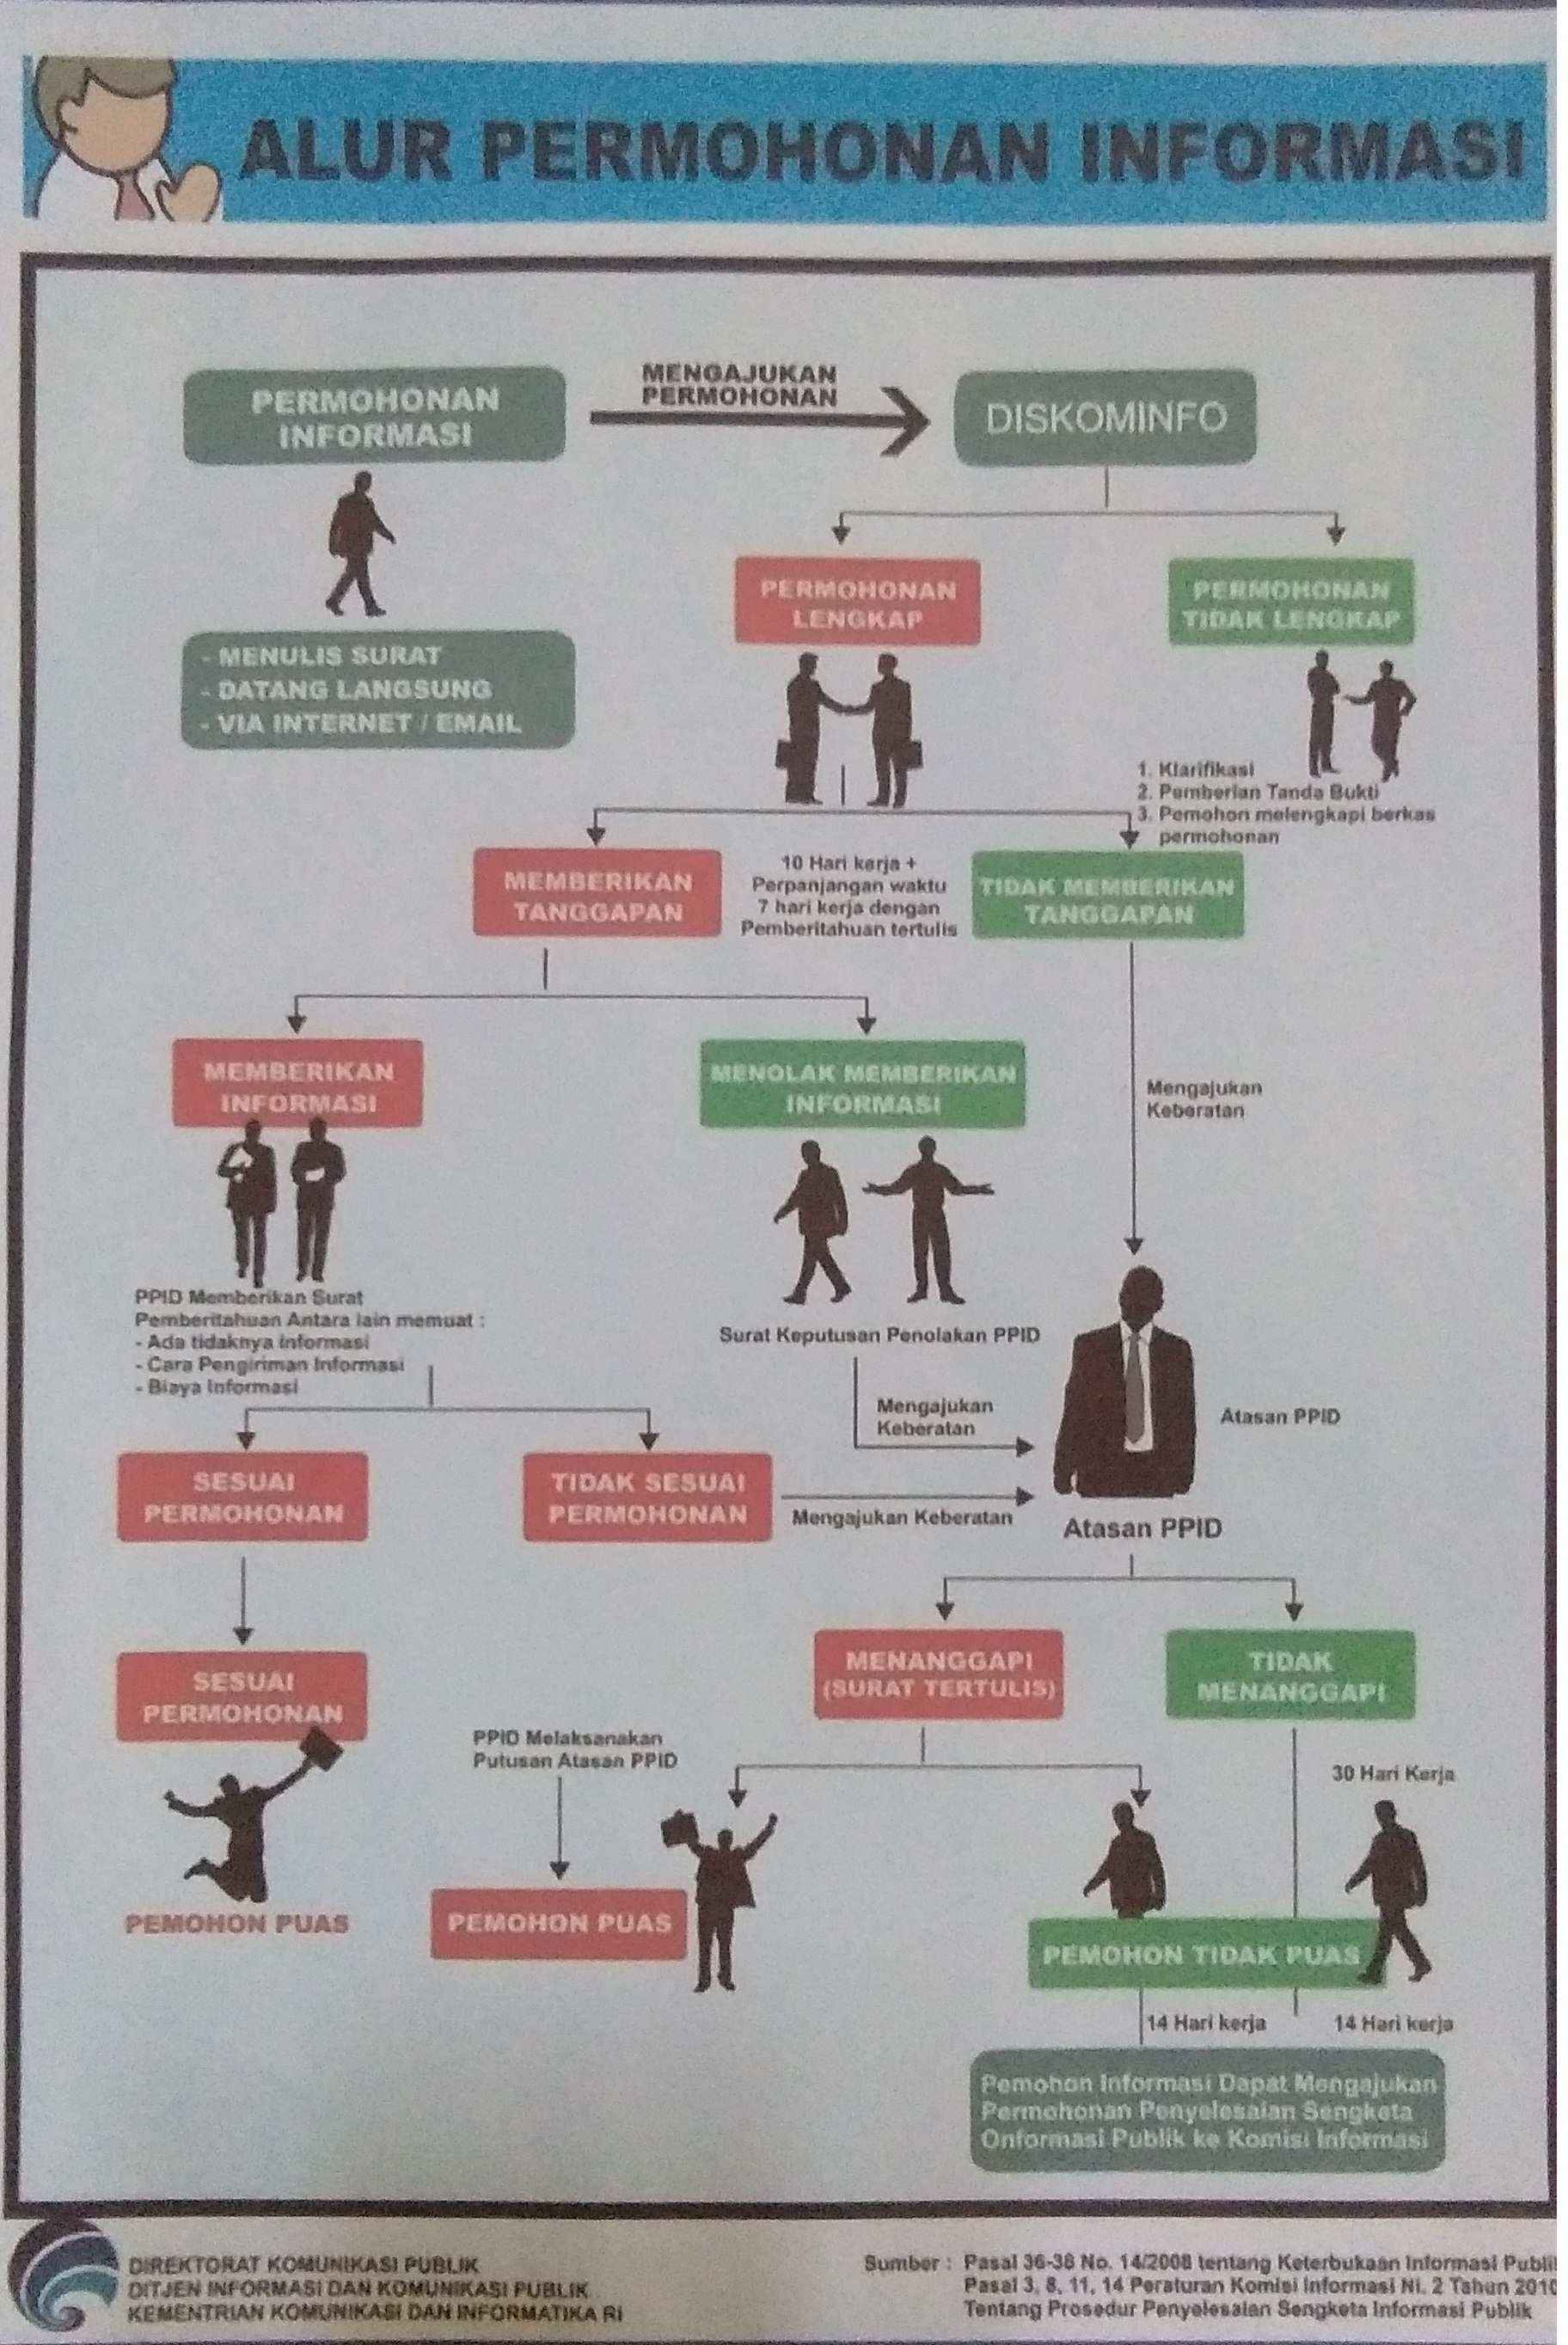 ALUR PERMOHONAN INFORMASI
PERMOHONAN
INFORMASI
MENGAJUKAN
PERMOHONAN
DISKOMINFO
- MENULIS SURAT
- DATANG LANGSUNG
- VIA INTERNET / EMAIL
PERMOHONAN
LENGKAP
PERMOHONAN
TIDAK LENGKAP
1. Klarifikasi
2. Pemberian Tanda Bukti
3. Pemohon melengkapi berkas
permohonan
MEMBERIKAN
TANGGAPAN
10 Hari kerja +
Perpanjangan waktu
7 hari kerja dengan
Pemberitahuan tertulis
TIDAK MEMBERIKAN
TANGGAPAN
MEMBERIKAN
INFORMASI
MENOLAK MEMBERIKAN
INFORMASI
Mengajukan
Keberatan
PPID Memberikan Surat
Pemberitahuan Antara lain memuat :
- Ada tidaknya Informasi
- Cara Pengiriman Informasi
- Biaya Informasi
Surat Keputusan Penolakan PPID
Mengajukan
Keberatan
Atasan PPID
SESUAI
PERMOHONAN
TIDAK SESUAI
PERMOHONAN
Mengajukan Keberatan
Atasan PPID
MENANGGAPI
(SURAT TERTULIS)
TIDAK
MENANGGAPI
SESUAI
PERMOHONAN
PPID Melaksanakan
Putusan Atasan PPID
30 Hari Kerja
PEMOHON PUAS
PEMOHON PUAS
PEMOHON TIDAK PUAS
14 Hari kerja
14 Hari kerja
Pemohon Informasi Dapat Mengajukan
Permohonan Penyelesaian Sengketa
Onformasi Publik ke Komisi Informasi
DIREKTORAT KOMUNIKASI PUBLIK
DITJEN INFORMASI DAN KOMUNIKASI PUBLIK
KEMENTRIAN KOMUNIKASI DAN INFORMATIKA RI
Sumber : Pasal 36-38 No. 14/2008 tentang Keterbukaan Informasi Publi
Pasal 3, 8, 11, 14 Peraturan Komisi Informasi Ni. 2 Tahun 2010
Tentang Prosedur Penyelesaian Sengketa Informasi Publik